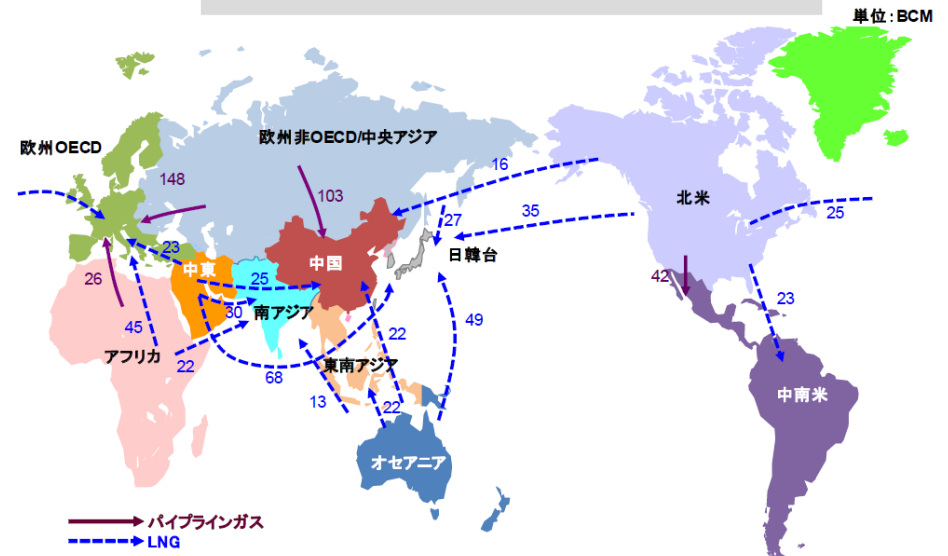 単位：BCM
欧州OECD
欧州非OECD/中央アジア
148
103
16
北米
27
35
25
日韓台
23
中東
25
中国
26
42
30
南アジア
23
45
アフリカ
22
68
東南アジア
22
49
13
22
中南米
オセアニア
パイプラインガス
LNG